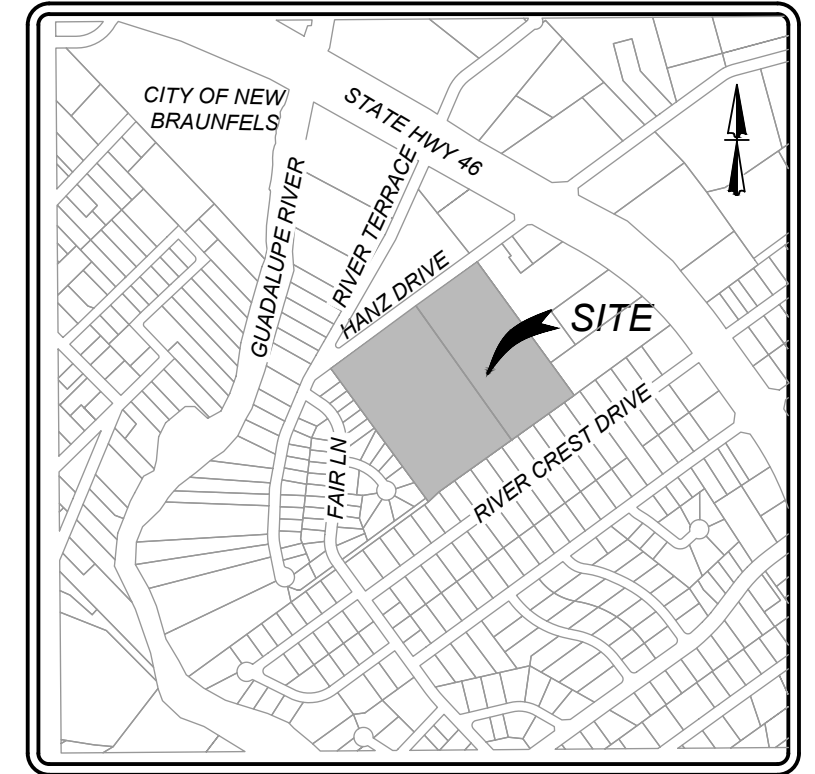 CITY OF NEW
BRAUNFELS
STATE HWY 46
RIVER TERRACE
GUADALUPE RIVER
HANZ DRIVE
SITE
RIVER CREST DRIVE
FAIR LN